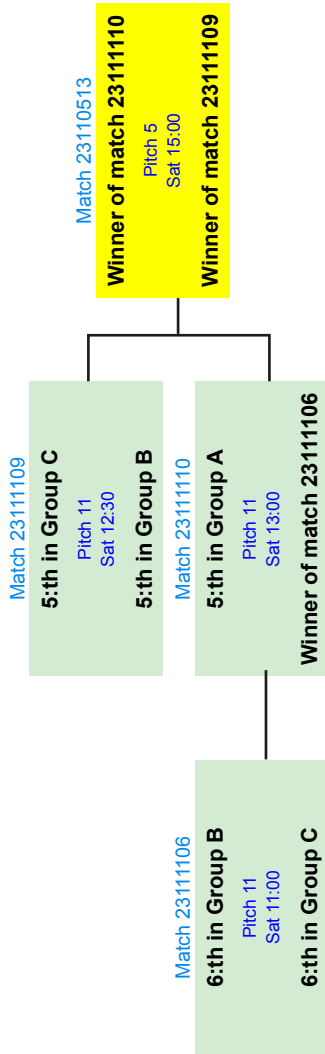 Match 23111106
6:th in Group B
Pitch 11
Sat 11:00
6:th in Group C
Match 23111109
5:th in Group C
Pitch 11
Sat 12:30
5:th in Group B
Match 23111110
5:th in Group A
Pitch 11
Sat 13:00
Winner of match 23111106
Match 23110513
Winner of match 23111110
Pitch 5
Sat 15:00
Winner of match 23111109